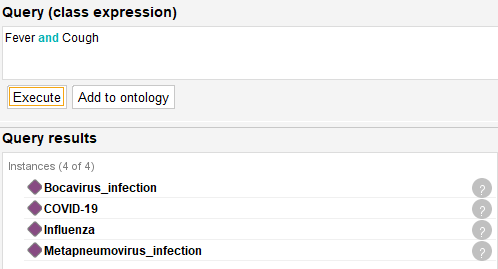 Query (class expression)
Fever and Cough
Execute
Add to ontology
Query results
Instances (4 of 4)
Bocavirus_infection
?
COVID-19
?
Influenza
?
Metapneumovirus_infection
?